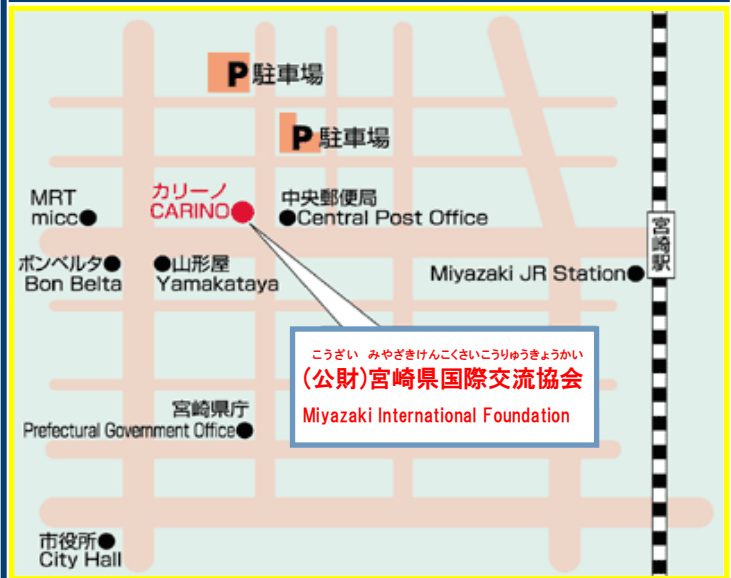 P 駐車場
P 駐車場
MRT
micc
カリーノ
CARINO
中央郵便局
Central Post Office
宮崎駅
ボンベルタ
Bon Belta
山形屋
Yamakataya
Miyazaki JR Station
こうざい みやざきけんこくさいこうりゅうきょうかい
(公財)宮崎県国際交流協会
Miyazaki International Foundation
宮崎県庁
Prefectural Government Office
市役所
City Hall